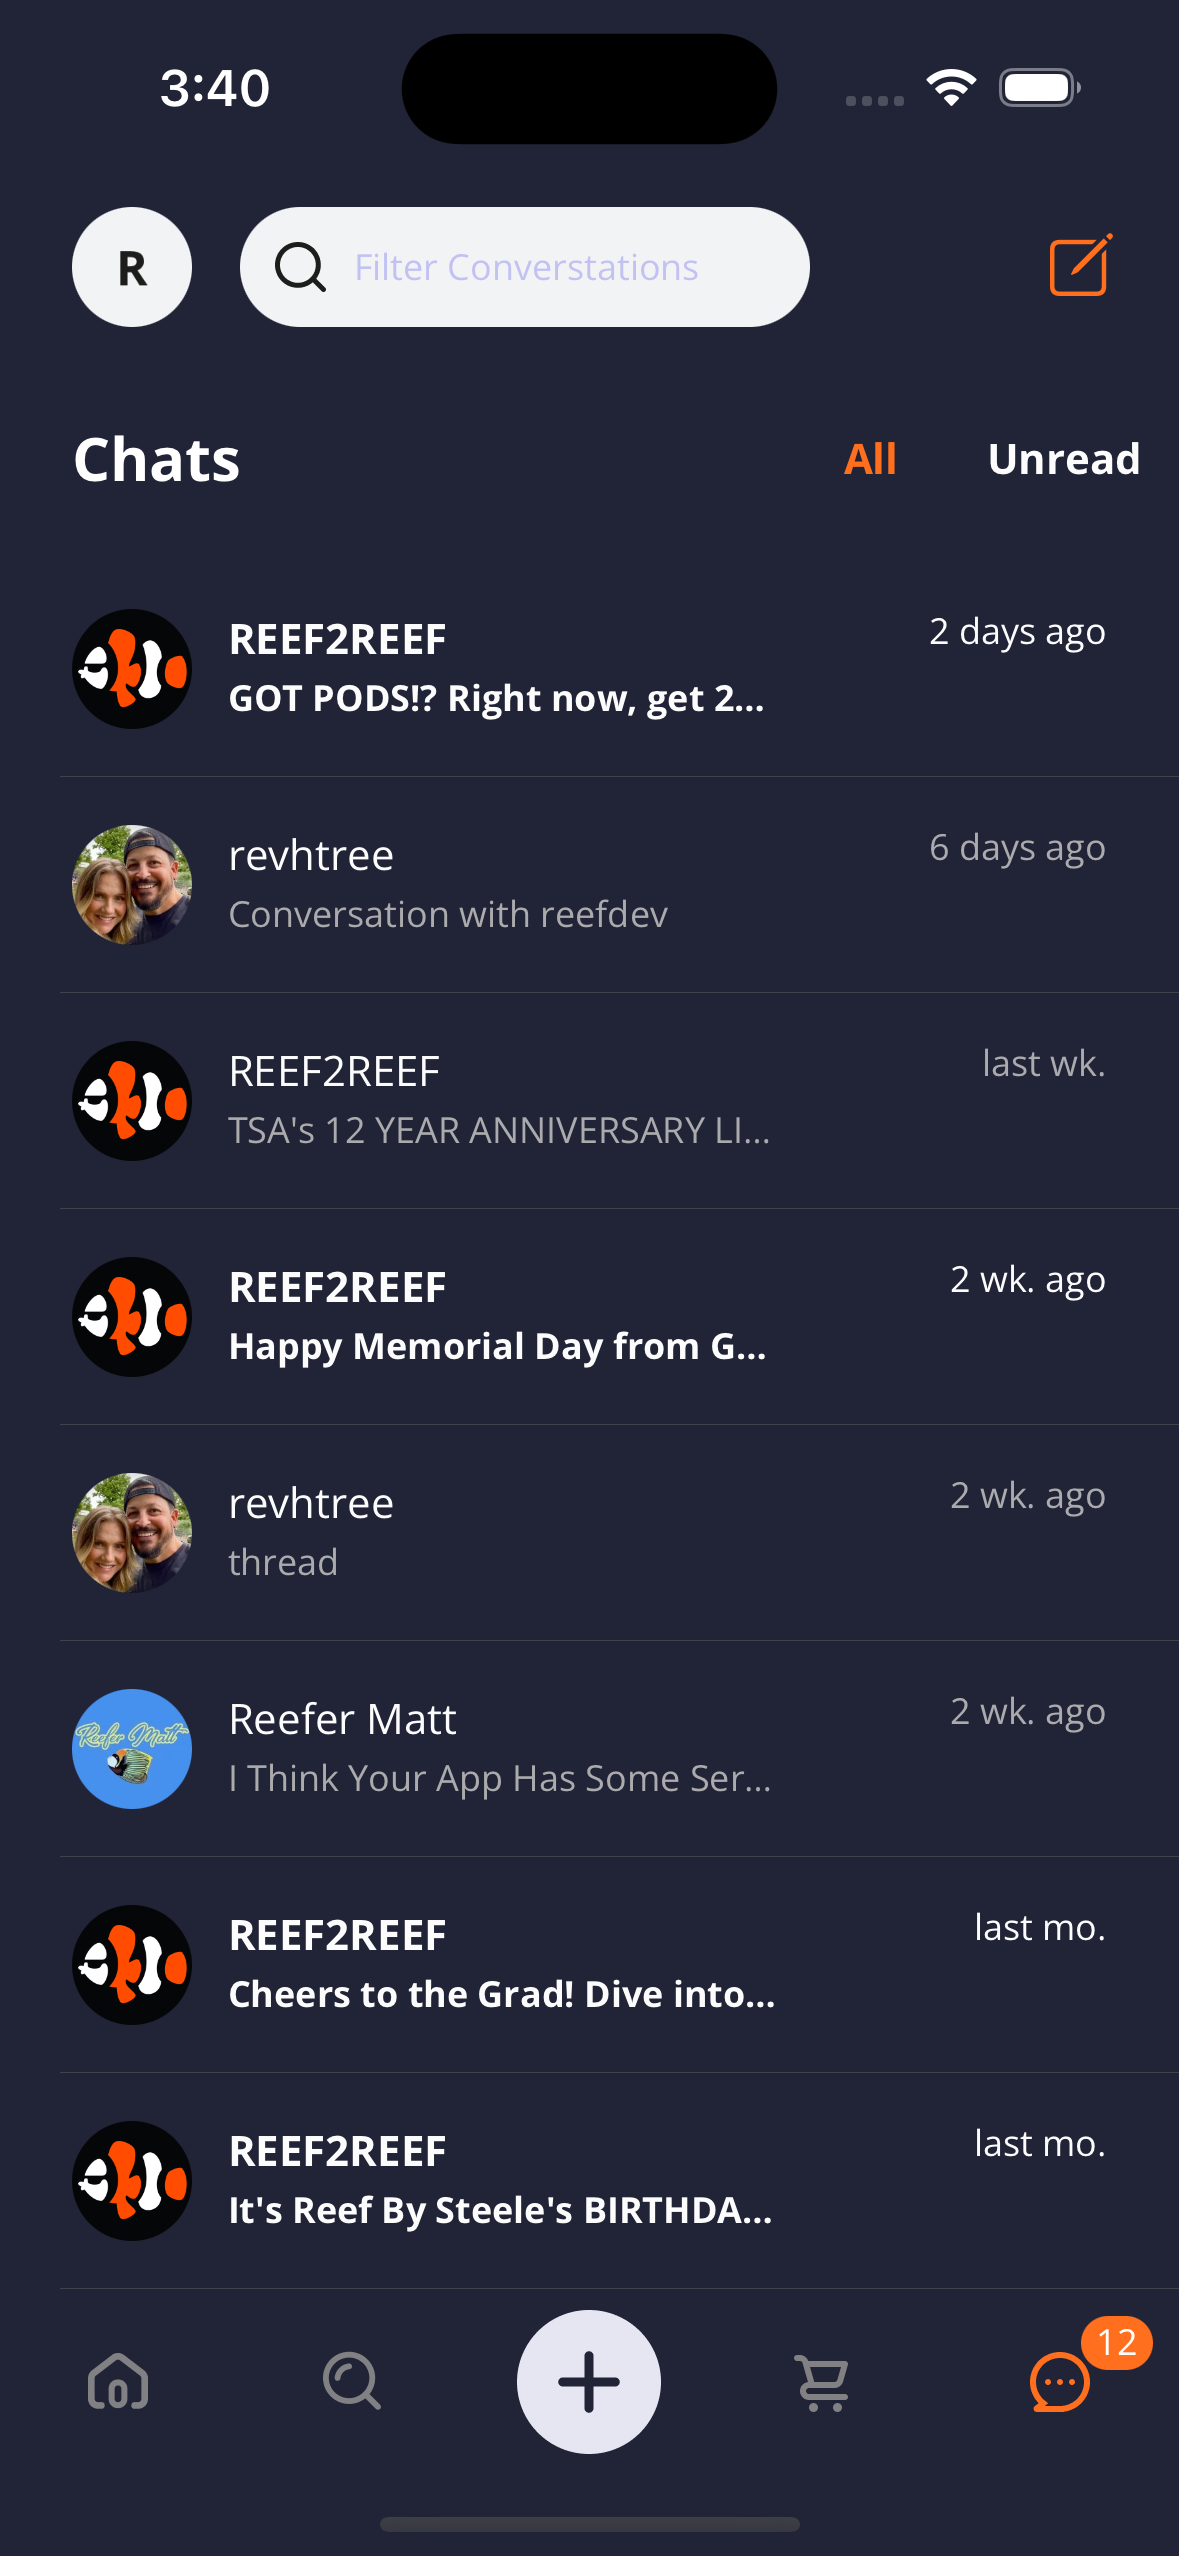 3:40
R
Filter Converstations
Chats
All
Unread
REEF2REEF
2 days ago
GOT PODS!? Right now, get 2...
revhtree
6 days ago
Conversation with reefdev
REEF2REEF
last wk.
TSA's 12 YEAR ANNIVERSARY LI...
REEF2REEF
2 wk. ago
Happy Memorial Day from G...
revhtree
2 wk. ago
thread
Reefer Matt
Reefer Matt
2 wk. ago
I Think Your App Has Some Ser...
REEF2REEF
last mo.
Cheers to the Grad! Dive into...
REEF2REEF
last mo.
It's Reef By Steele's BIRTHDA...
12